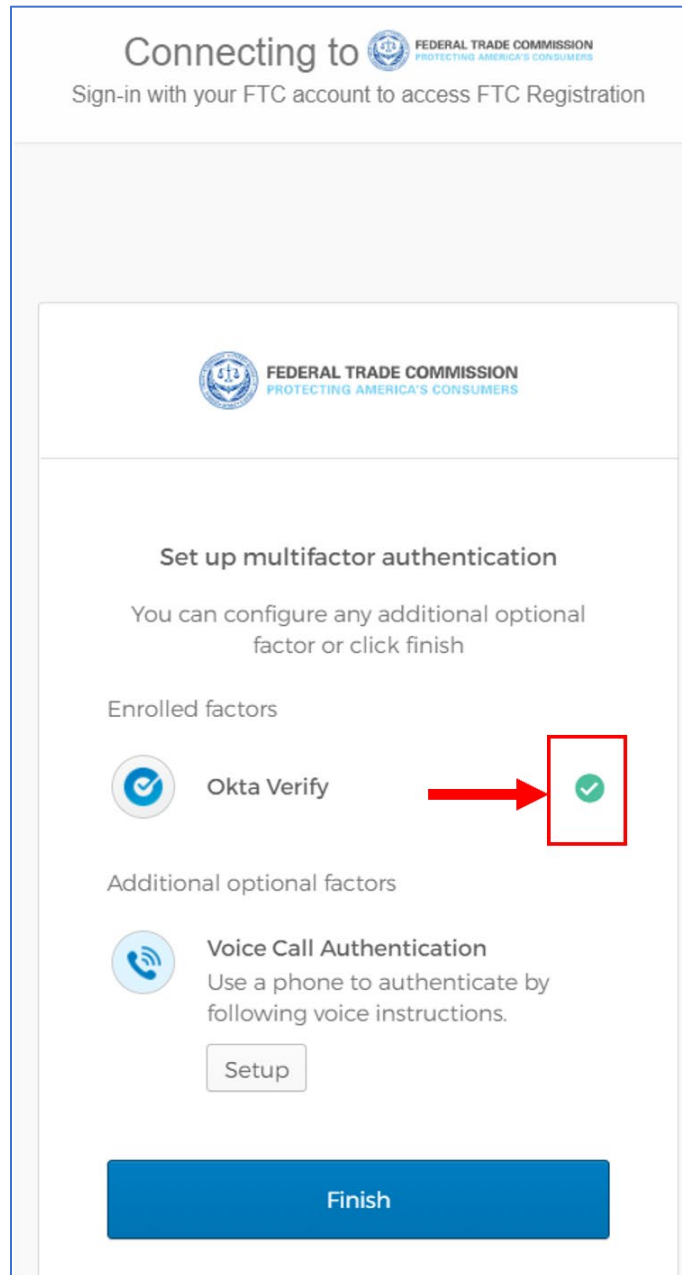 Connecting to FEDERAL TRADE COMMISSION
PROTECTING AMERICA'S CONSUMERS
Sign-in with your FTC account to access FTC Registration
FEDERAL TRADE COMMISSION
PROTECTING AMERICA'S CONSUMERS
Set up multifactor authentication
You can configure any additional optional
factor or click finish
Enrolled factors
Okta Verify
Additional optional factors
Voice Call Authentication
Use a phone to authenticate by
following voice instructions.
Setup
Finish